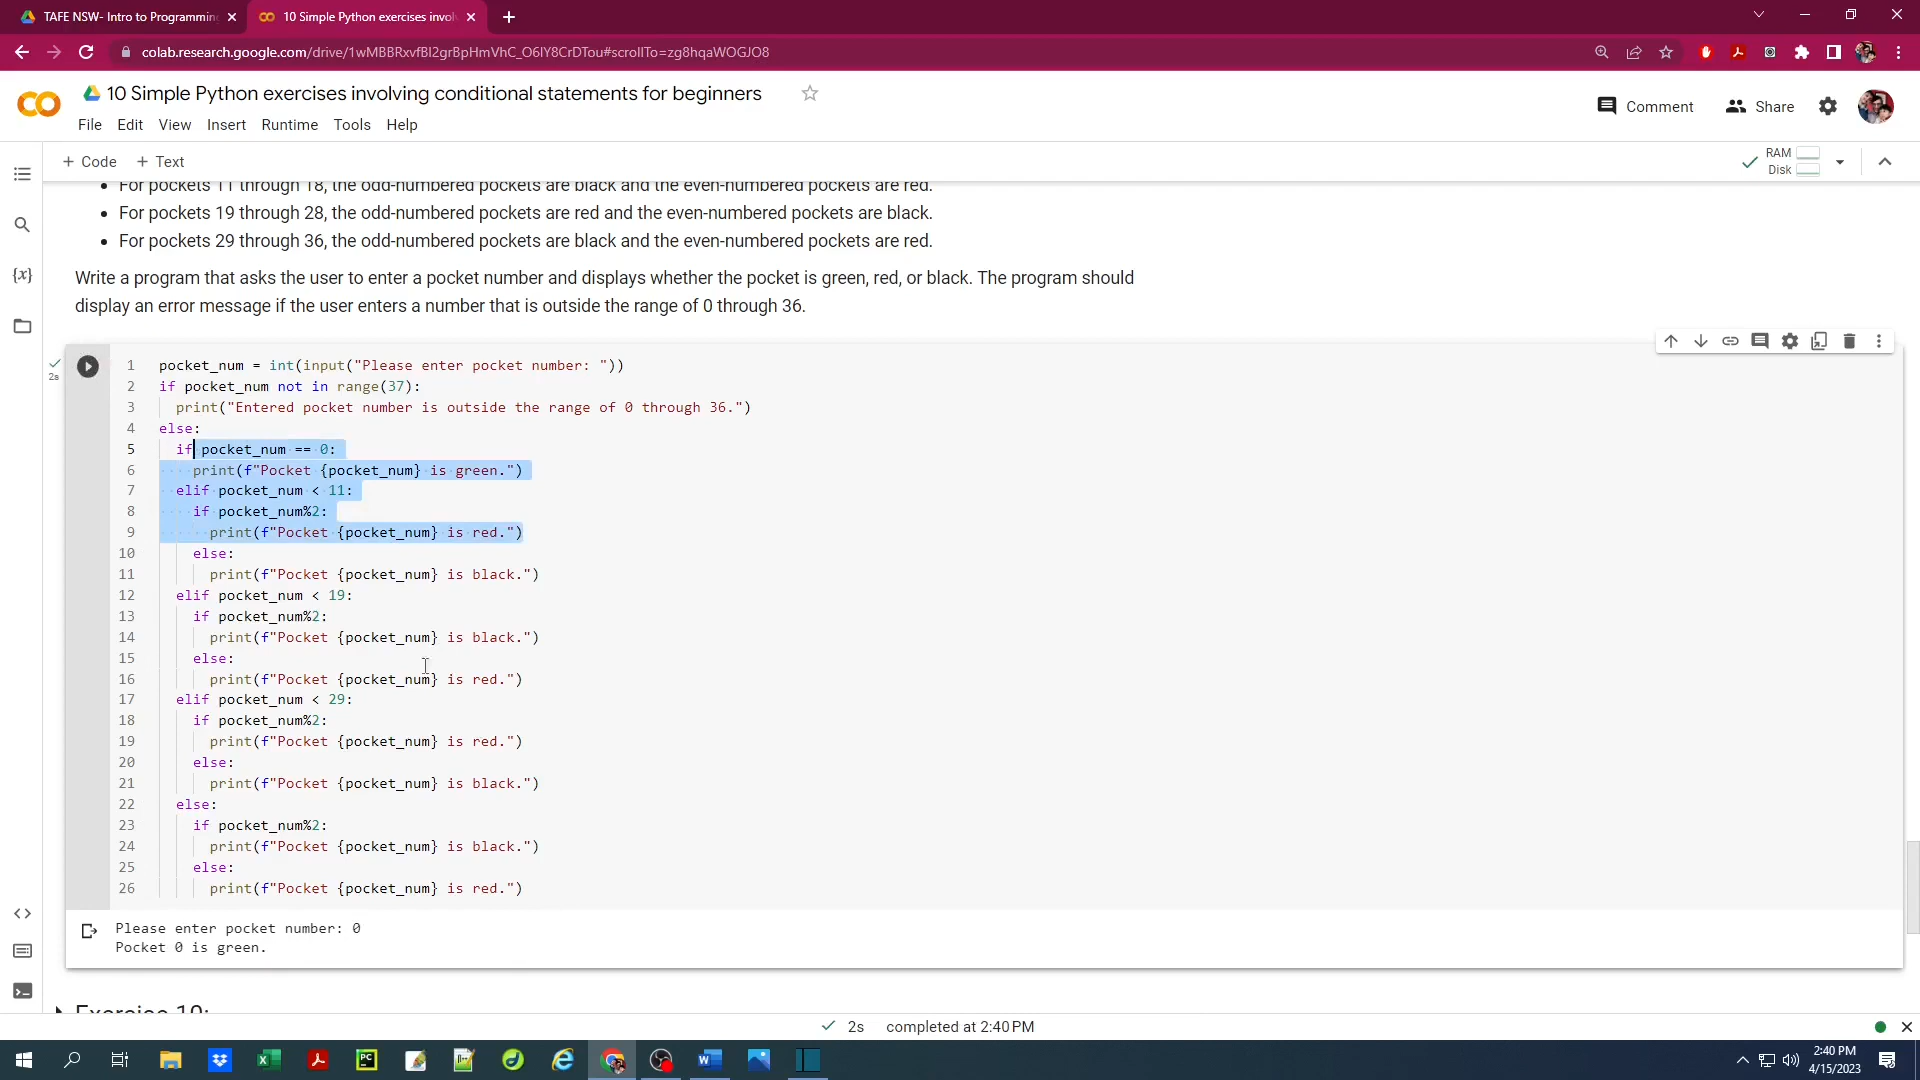 TAFE NSW- Intro to Programmin
10 Simple Python exercises invol
colab.research.google.com/drive/1wMBBRxvfBI2grBpHmVhC_O6IY8CrDTou#scrollTo=zg8hqaWOGJO8
10 Simple Python exercises involving conditional statements for beginners
Comment
Share
File Edit View Insert Runtime Tools Help
+ Code + Text
RAM
Disk
• For pockets 11 through 18, the odd-numbered pockets are black and the even-numbered pockets are red.
• For pockets 19 through 28, the odd-numbered pockets are red and the even-numbered pockets are black.
• For pockets 29 through 36, the odd-numbered pockets are black and the even-numbered pockets are red.
Write a program that asks the user to enter a pocket number and displays whether the pocket is green, red, or black. The program should
display an error message if the user enters a number that is outside the range of 0 through 36.
2s
1 pocket_num = int(input("Please enter pocket number: "))
2 if pocket_num not in range(37):
3 print("Entered pocket number is outside the range of 0 through 36.")
4 else:
5 if pocket_num == 0:
6 print(f"Pocket {pocket_num} is green.")
7 elif pocket_num < 11:
8 if pocket_num%2:
9 print(f"Pocket {pocket_num} is red.")
10 else:
11 print(f"Pocket {pocket_num} is black.")
12 elif pocket_num < 19:
13 if pocket_num%2:
14 print(f"Pocket {pocket_num} is black.")
15 else:
16 print(f"Pocket {pocket_num} is red.")
17 elif pocket_num < 29:
18 if pocket_num%2:
19 print(f"Pocket {pocket_num} is red.")
20 else:
21 print(f"Pocket {pocket_num} is black.")
22 else:
23 if pocket_num%2:
24 print(f"Pocket {pocket_num} is black.")
25 else:
26 print(f"Pocket {pocket_num} is red.")
Please enter pocket number: 0
Pocket 0 is green.
Exercise 10:
2s completed at 2:40 PM
2:40 PM
4/15/2023